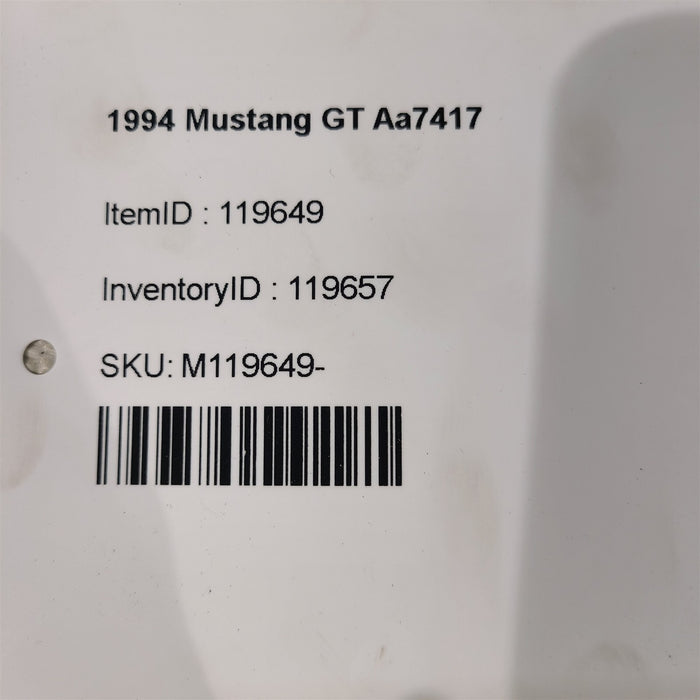 1994 Mustang GT Aa7417
ItemID : 119649
InventoryID : 119657
SKU: M119649-